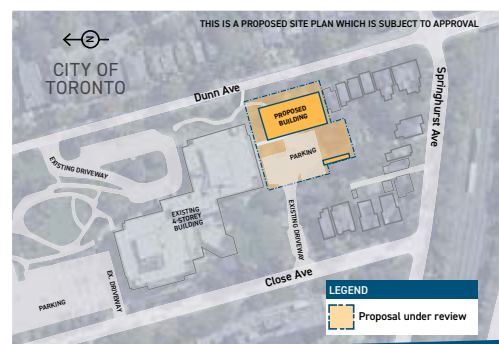 THIS IS A PROPOSED SITE PLAN WHICH IS SUBJECT TO APPROVAL
N
CITY OF
TORONTO
Dunn Ave
Springhurst Ave
PROPOSED
BUILDING
PARKING
EXISTING DRIVEWAY
EXISTING
4-STOREY
BUILDING
EXISTING DRIVEWAY
EX. DRIVEWAY
Close Ave
PARKING
LEGEND
Proposal under review